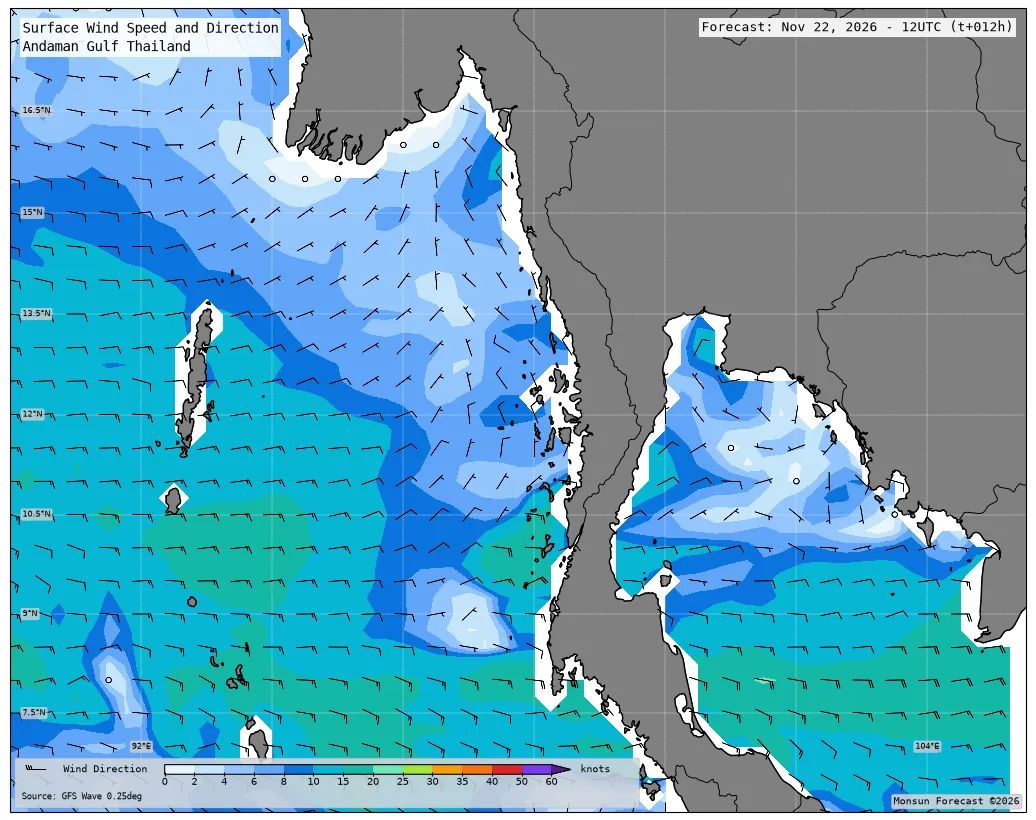 Surface Wind Speed and Direction
Andaman Gulf Thailand
Forecast: Nov 22, 2026 - 12UTC (t+012h)
16.5°N
15°N
13.5°N
12°N
10.5°N
9°N
7.5°N
92°E
104°E
Wind Direction
knots
0 2 4 6 8 10 15 20 25 30 35 40 45 50 60
Source: GFS Wave 0.25deg
Monsun Forecast ©2026